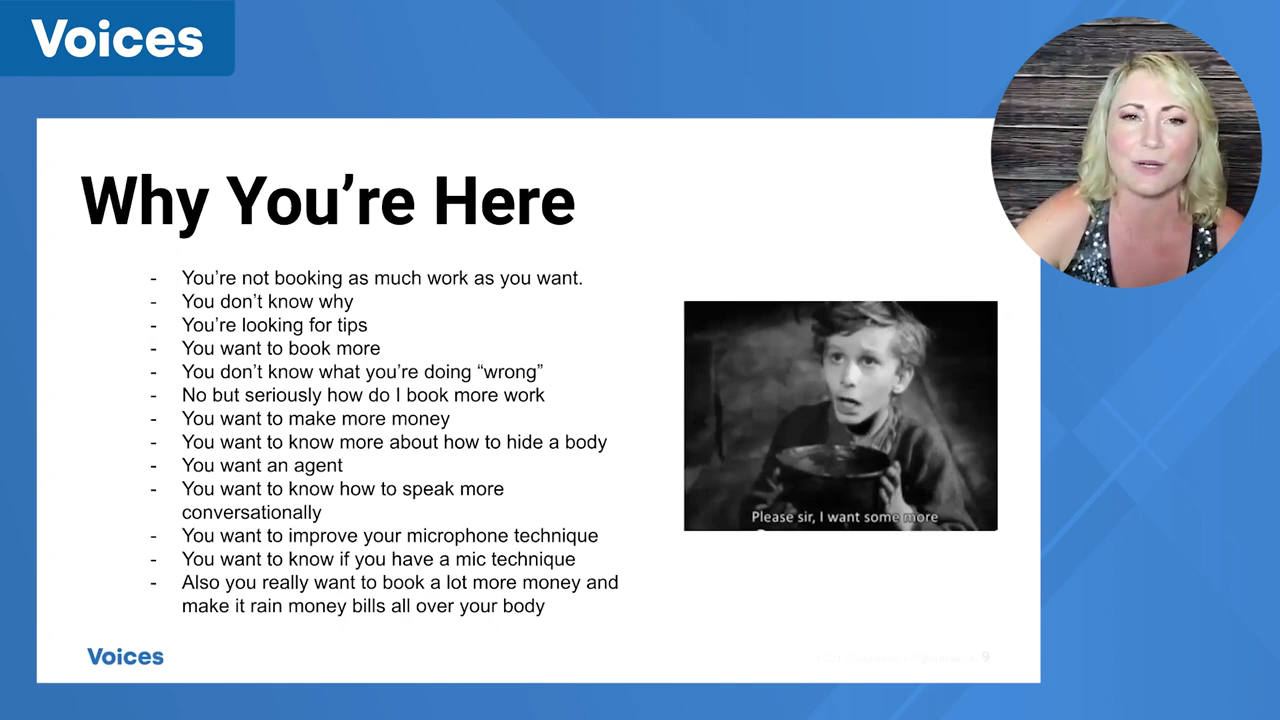 Voices
Why You’re Here
- You’re not booking as much work as you want.
- You don’t know why
- You’re looking for tips
- You want to book more
- You don’t know what you’re doing “wrong”
- No but seriously how do I book more work
- You want to make more money
- You want to know more about how to hide a body
- You want an agent
- You want to know how to speak more
conversationally
- You want to improve your microphone technique
- You want to know if you have a mic technique
- Also you really want to book a lot more money and
make it rain money bills all over your body
Please sir, I want some more
Voices
9